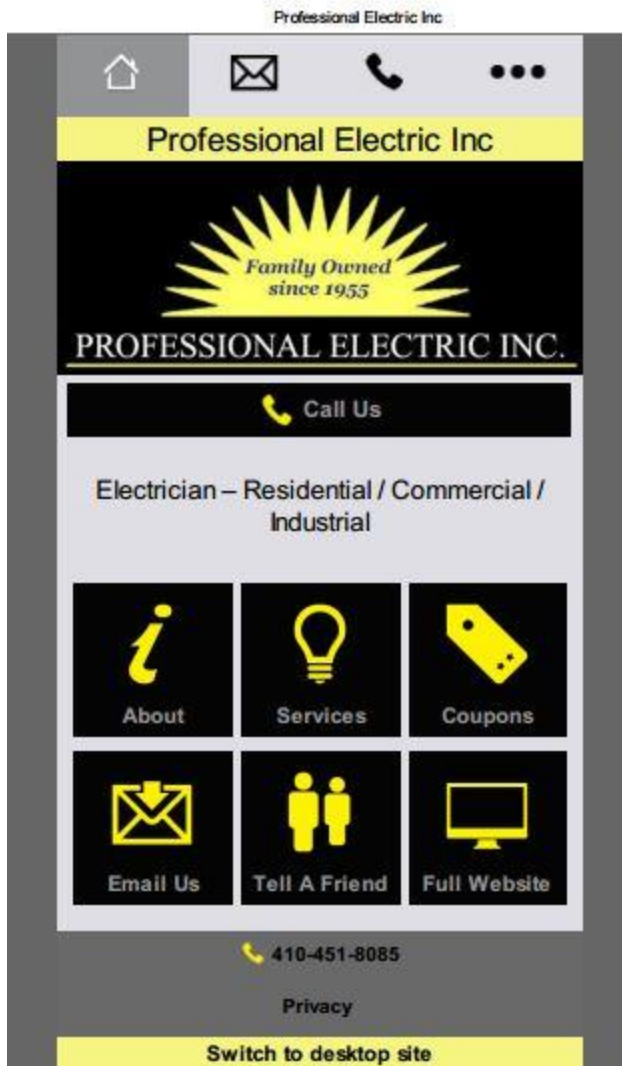 Professional Electric Inc
Professional Electric Inc
Family Owned
since 1955
PROFESSIONAL ELECTRIC INC.
Call Us
Electrician – Residential / Commercial /
Industrial
About
Services
Coupons
Email Us
Tell A Friend
Full Website
410-451-8085
Privacy
Switch to desktop site